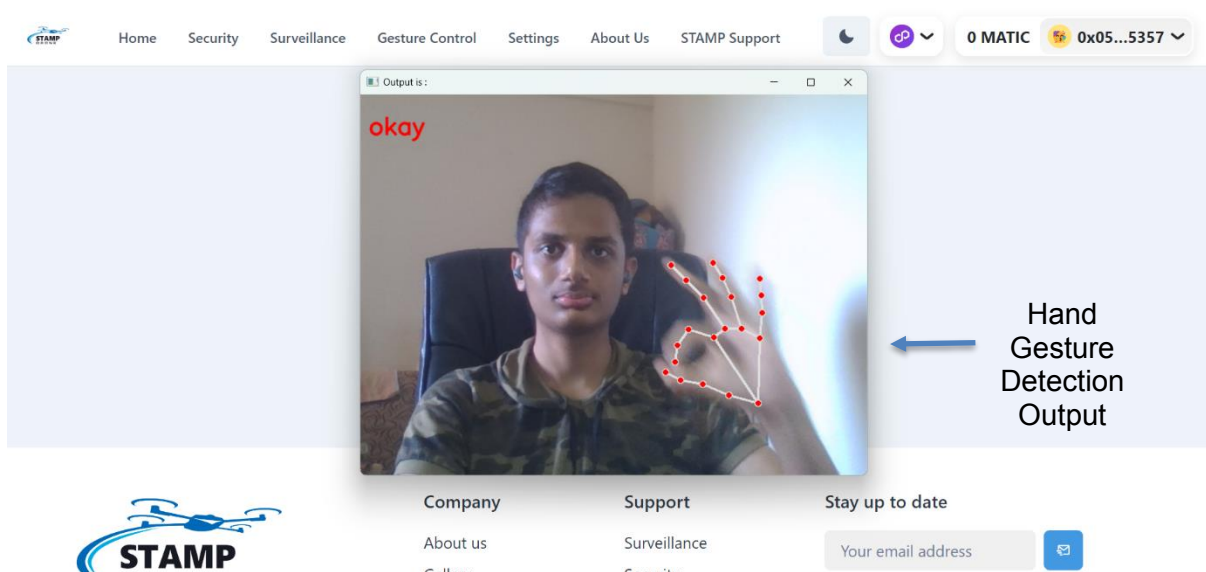 STAMP
Home Security Surveillance Gesture Control Settings About Us STAMP Support 0 MATIC 0x05...5357
Output is :
okay
Hand
Gesture
Detection
Output
STAMP
Company Support Stay up to date
About us Surveillance Your email address